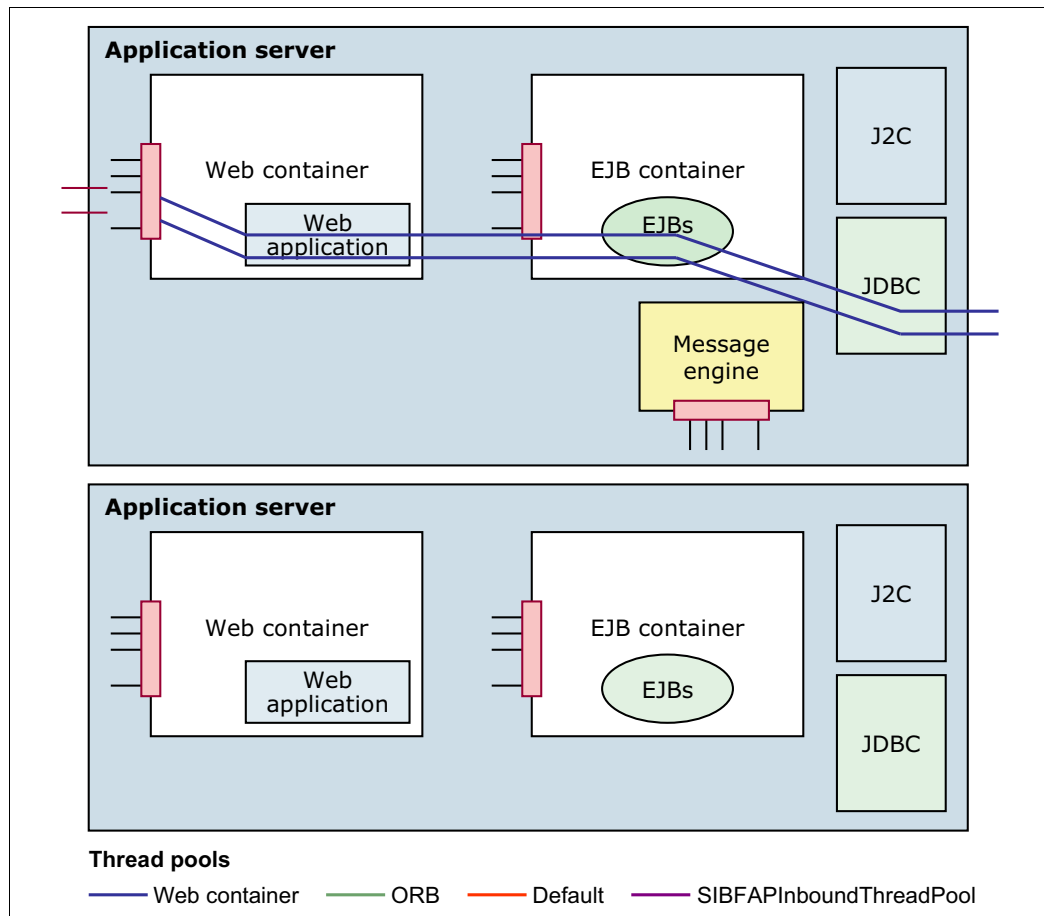 Application server
Web container
EJB container
J2C
Web
application
EJBs
JDBC
Message
engine
Application server
Web container
EJB container
J2C
Web
application
EJBs
JDBC
Thread pools
Web container
ORB
Default
SIBFAPInboundThreadPool